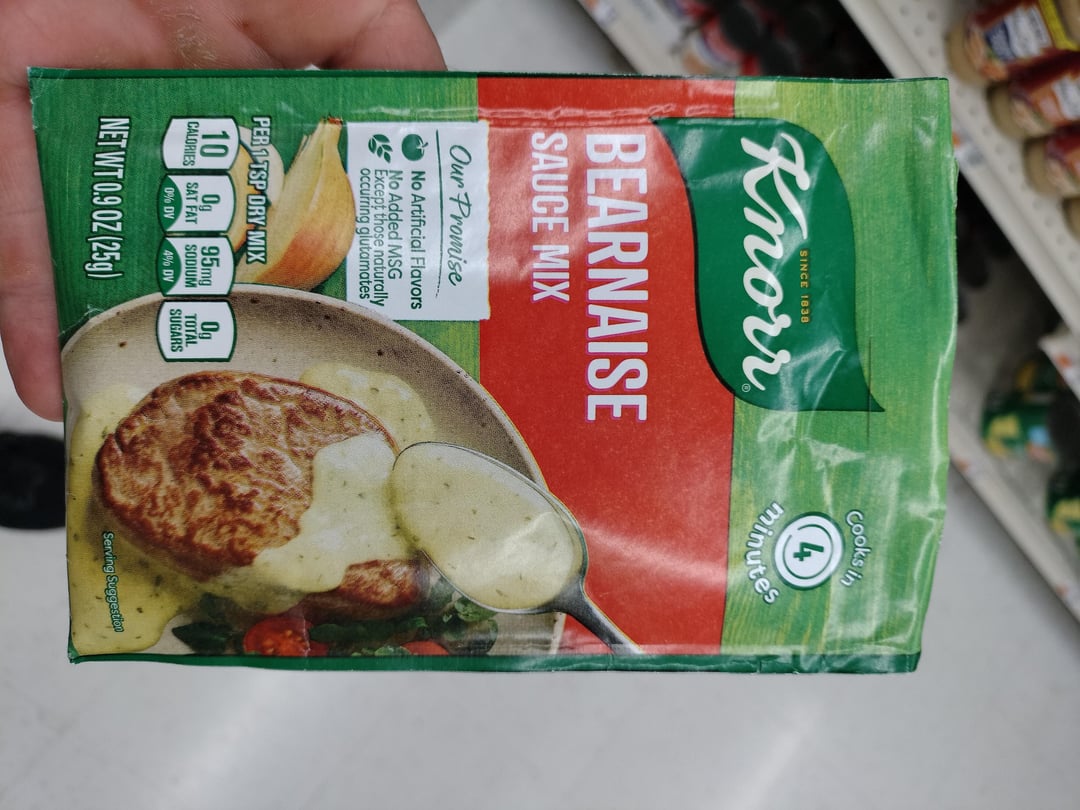 Knorr®
SINCE 1838
Cooks in
4
minutes
BEARNAISE
SAUCE MIX
Our Promise
No Artificial Flavors
No Added MSG
Except those naturally
occurring glutamates
PER 1 TSP DRY MIX
10
CALORIES
0g
SAT FAT
0% DV
95mg
SODIUM
4% DV
0g
TOTAL
SUGARS
NET WT 0.9 OZ (25g)
Serving Suggestion